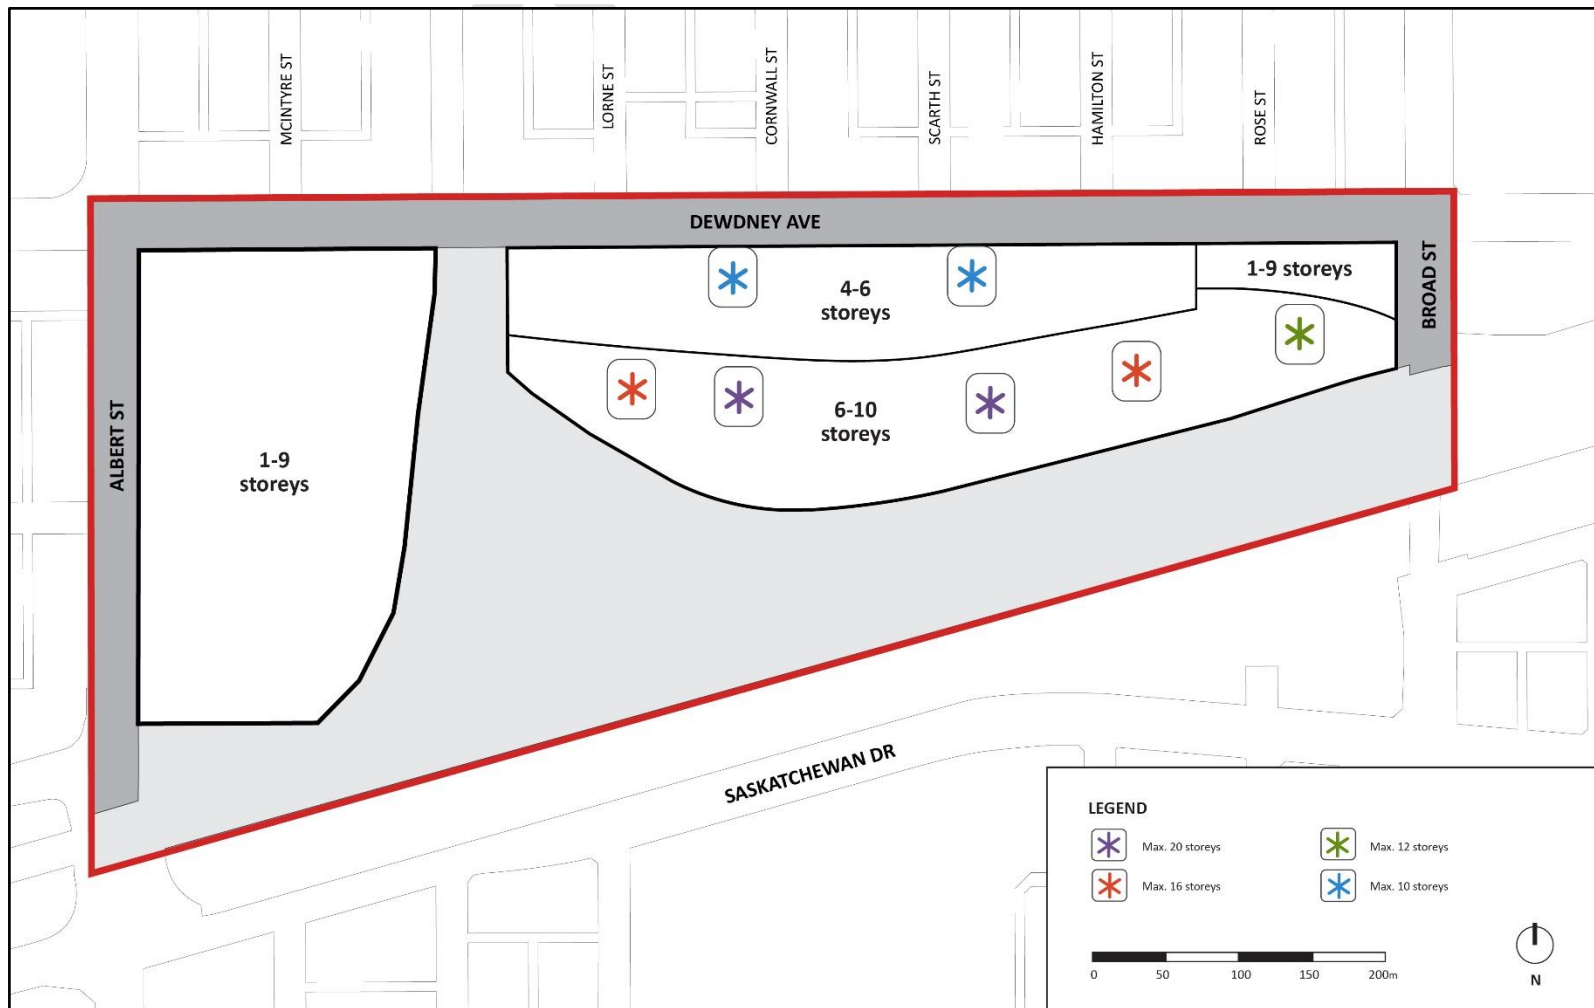 MCINTYRE ST
LORNE ST
CORNWALL ST
SCARTH ST
HAMILTON ST
ROSE ST
DEWDNEY AVE
BROAD ST
1-9 storeys
4-6
storeys
6-10
storeys
ALBERT ST
1-9
storeys
SASKATCHEWAN DR
LEGEND
Max. 20 storeys
Max. 12 storeys
Max. 16 storeys
Max. 10 storeys
0 50 100 150 200m
N